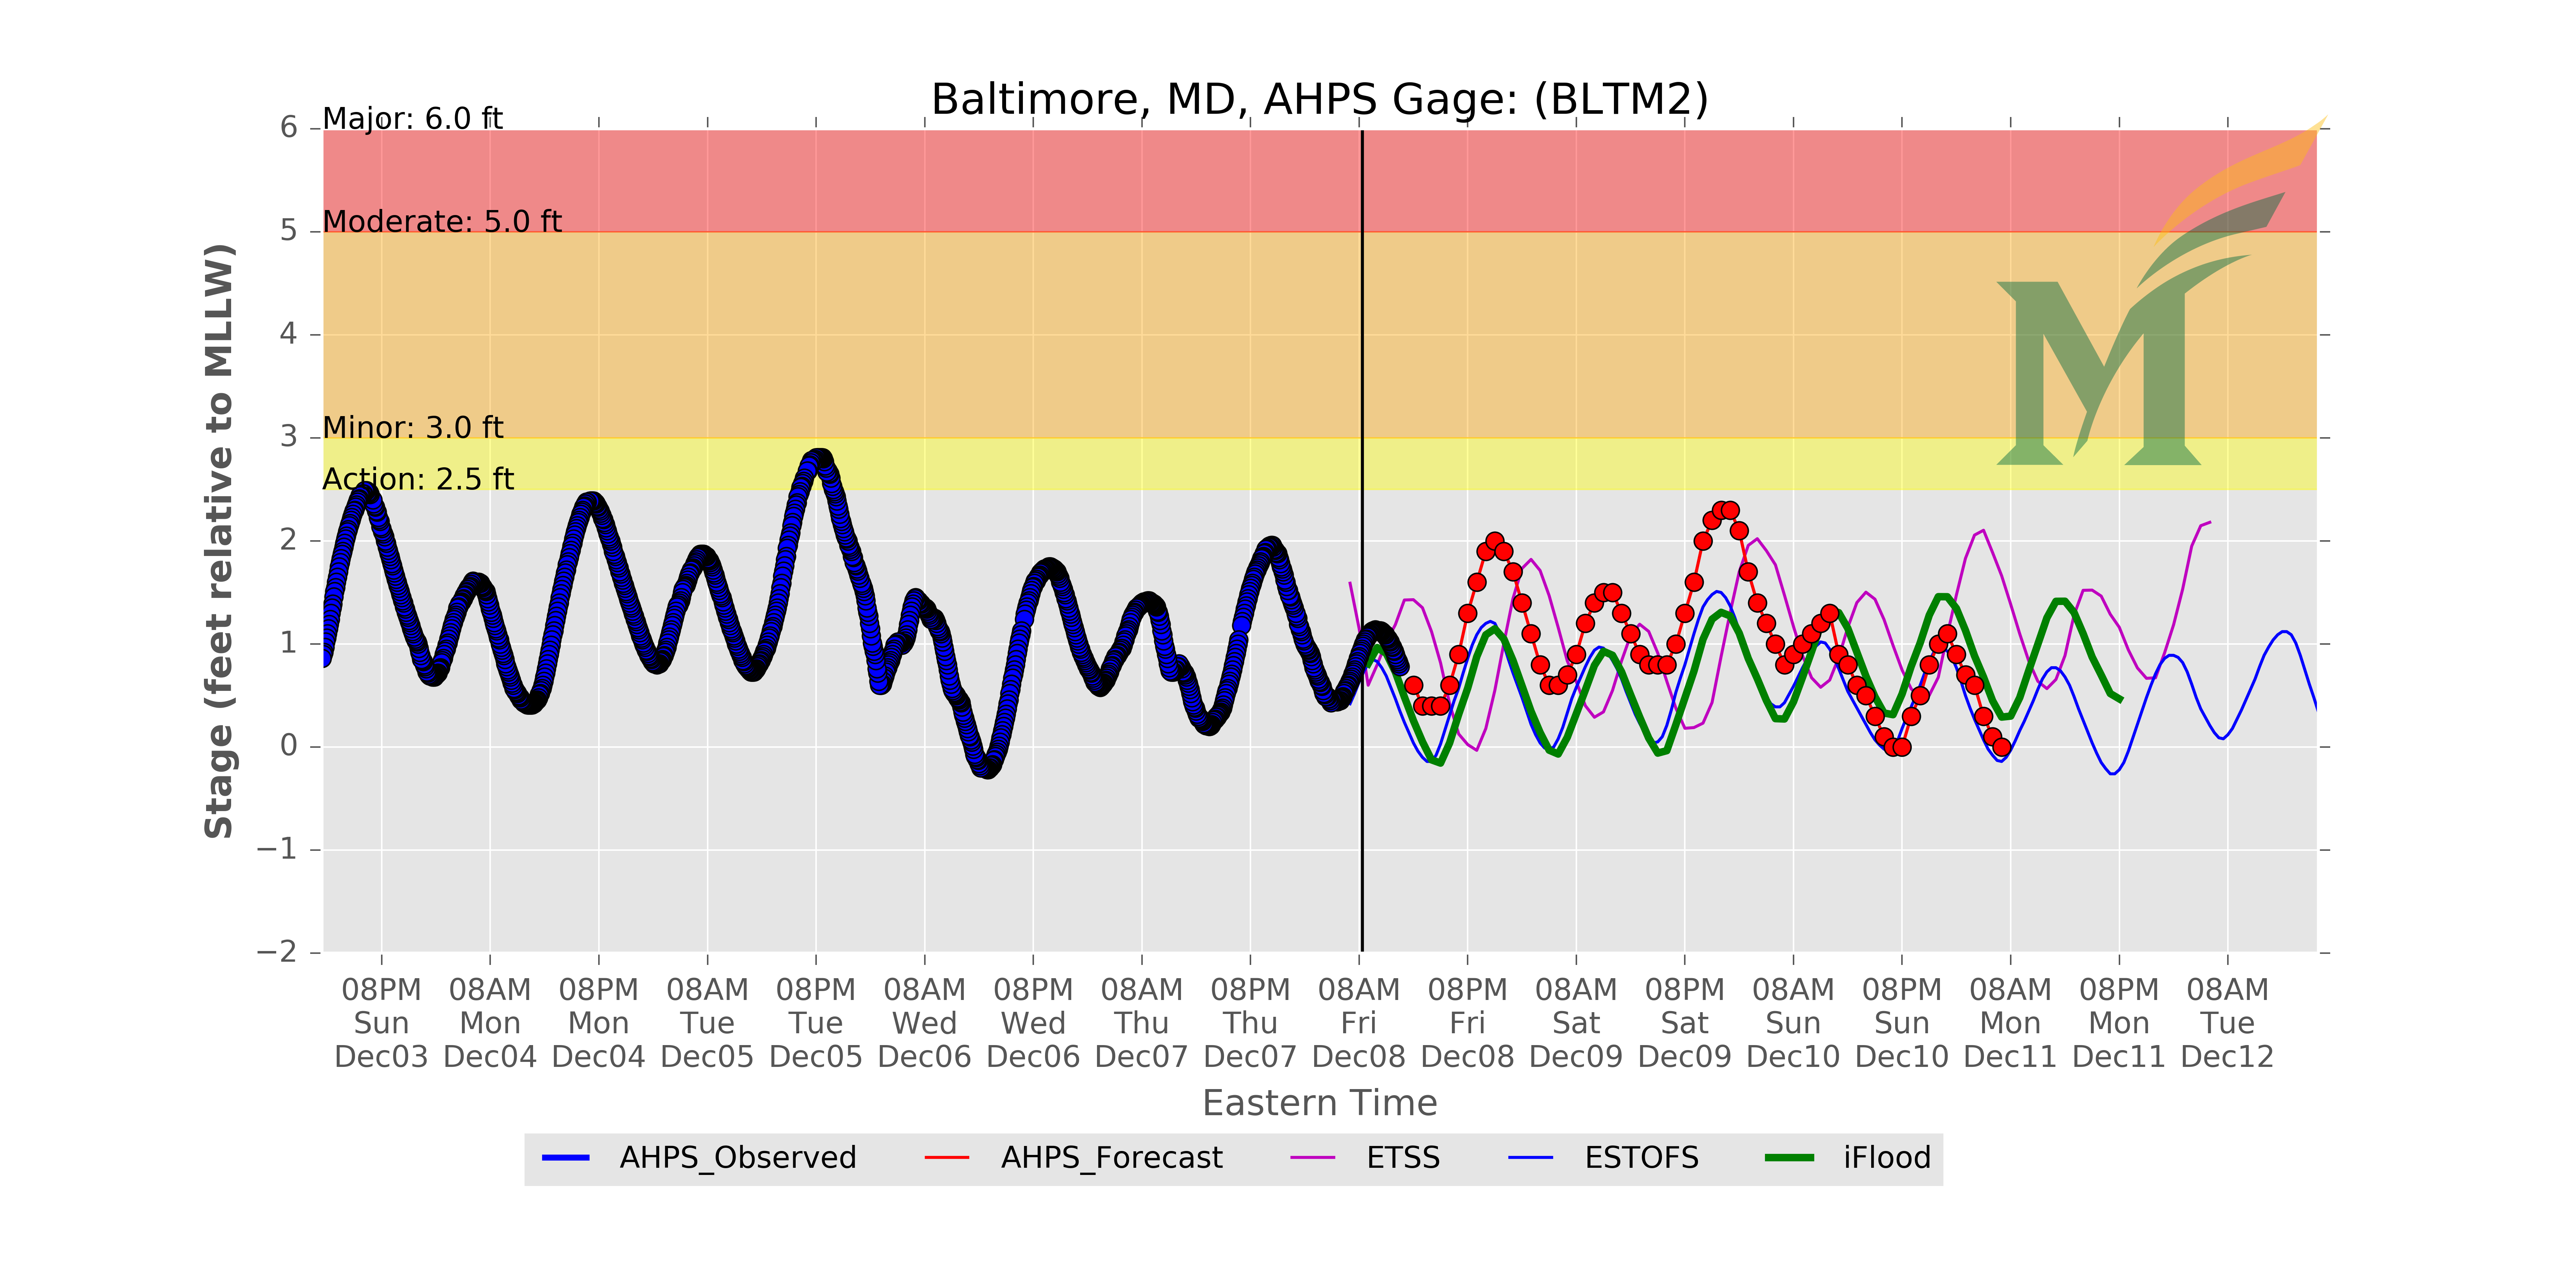 Baltimore, MD, AHPS Gage: (BLTM2)
Major: 6.0 ft
Moderate: 5.0 ft
Minor: 3.0 ft
Action: 2.5 ft
6
5
4
3
2
1
0
−1
−2
Stage (feet relative to MLLW)
08PM 08AM 08PM 08AM 08PM 08AM 08PM 08AM 08PM 08AM 08PM 08AM 08PM 08AM 08PM 08AM 08PM 08AM
Sun Mon Mon Tue Tue Wed Wed Thu Thu Fri Fri Sat Sat Sun Sun Mon Mon Tue
Dec03 Dec04 Dec04 Dec05 Dec05 Dec06 Dec06 Dec07 Dec07 Dec08 Dec08 Dec09 Dec09 Dec10 Dec10 Dec11 Dec11 Dec12
Eastern Time
AHPS_Observed AHPS_Forecast ETSS ESTOFS iFlood
M